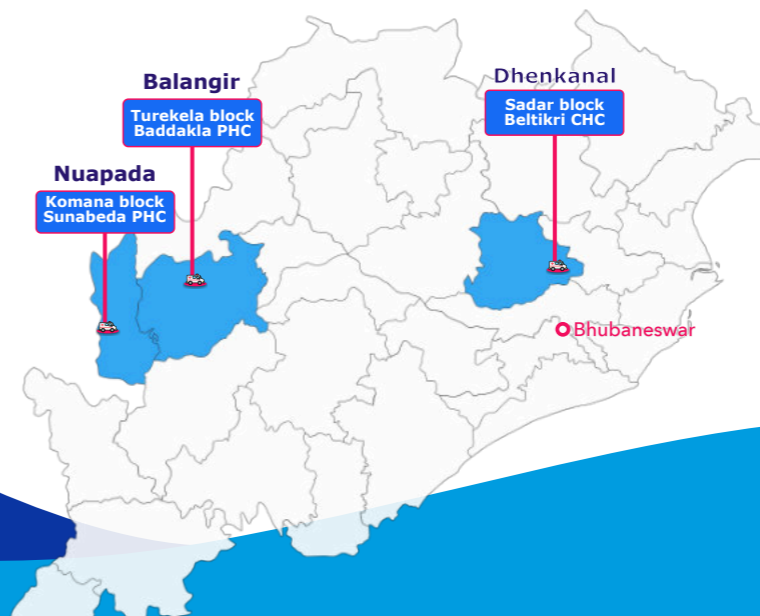 Balangir
Turekela block
Baddakla PHC
Dhenkanal
Sadar block
Beltikri CHC
Nuapada
Komana block
Sunabeda PHC
Bhubaneswar